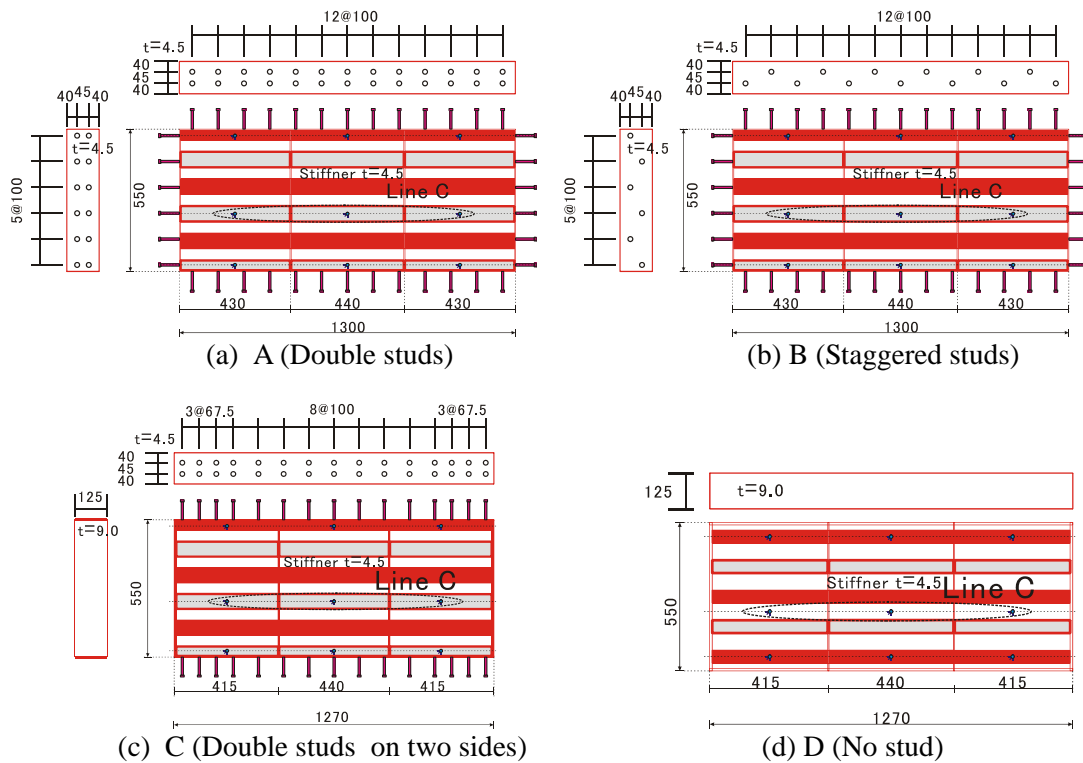 12@100
t=4.5
40
45
40
40 45 40
t=4.5
5@100
550
Stiffner t=4.5
Line C
430
440
430
1300
(a) A (Double studs)
12@100
t=4.5
40
45
40
40 45 40
t=4.5
5@100
550
Stiffner t=4.5
Line C
430
440
430
1300
(b) B (Staggered studs)
3@67.5
8@100
3@67.5
t=4.5
40
45
40
125
t=9.0
550
Stiffner t=4.5
Line C
415
440
415
1270
(c) C (Double studs on two sides)
125
t=9.0
550
Stiffner t=4.5
Line C
415
440
415
1270
(d) D (No stud)